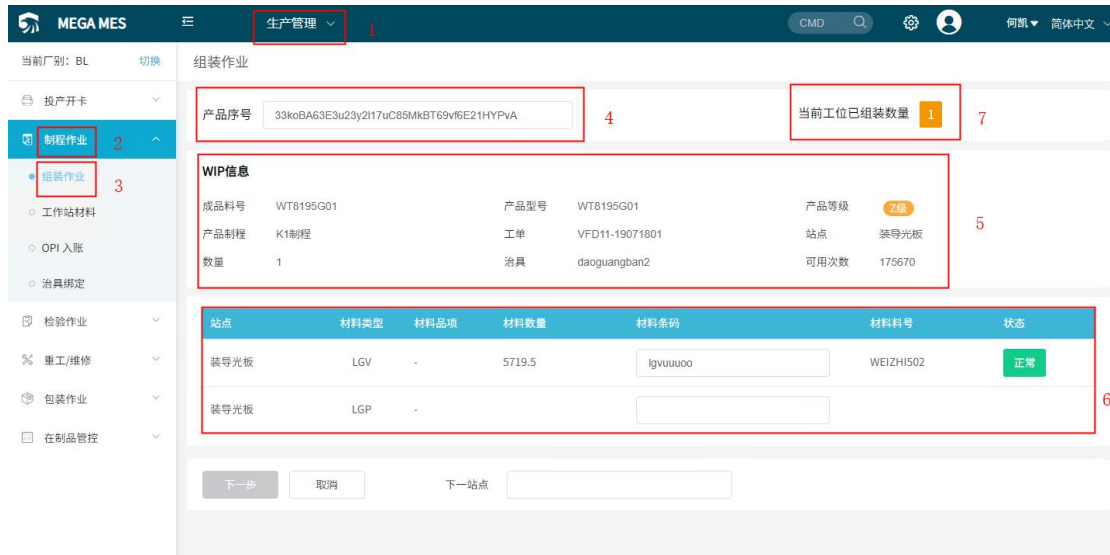 MEGA MES 生产管理 1 CMD 何凯 简体中文
当前厂别：BL 切换 组装作业
投产开卡
产品序号 33koBA63E3u23y2I17uC85MkBT69vf6E21HYPvA 4 当前工位已组装数量 1 7
制程作业 2
组装作业 3
工作站材料
OPI 入账
治具绑定
检验作业
重工/维修
包装作业
在制品管控
WIP信息
成品料号 WT8195G01 产品型号 WT8195G01 产品等级 Z级
产品制程 K1制程 工单 VFD11-19071801 站点 装导光板 5
数量 1 治具 daoguangban2 可用次数 175670
站点 材料类型 材料品项 材料数量 材料条码 材料料号 状态
装导光板 LGV - 5719.5 lgvuuuoo WEIZHI502 正常
装导光板 LGP - 6
下一步 取消 下一站点